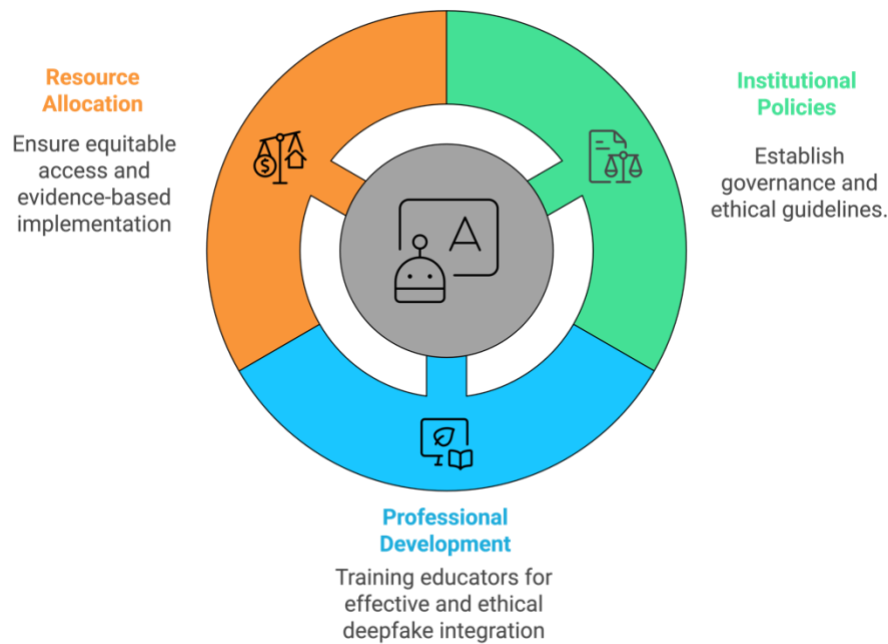 Resource
Allocation
Ensure equitable
access and
evidence-based
implementation
Institutional
Policies
Establish
governance and
ethical guidelines.
$
A
Professional
Development
Training educators for
effective and ethical
deepfake integration